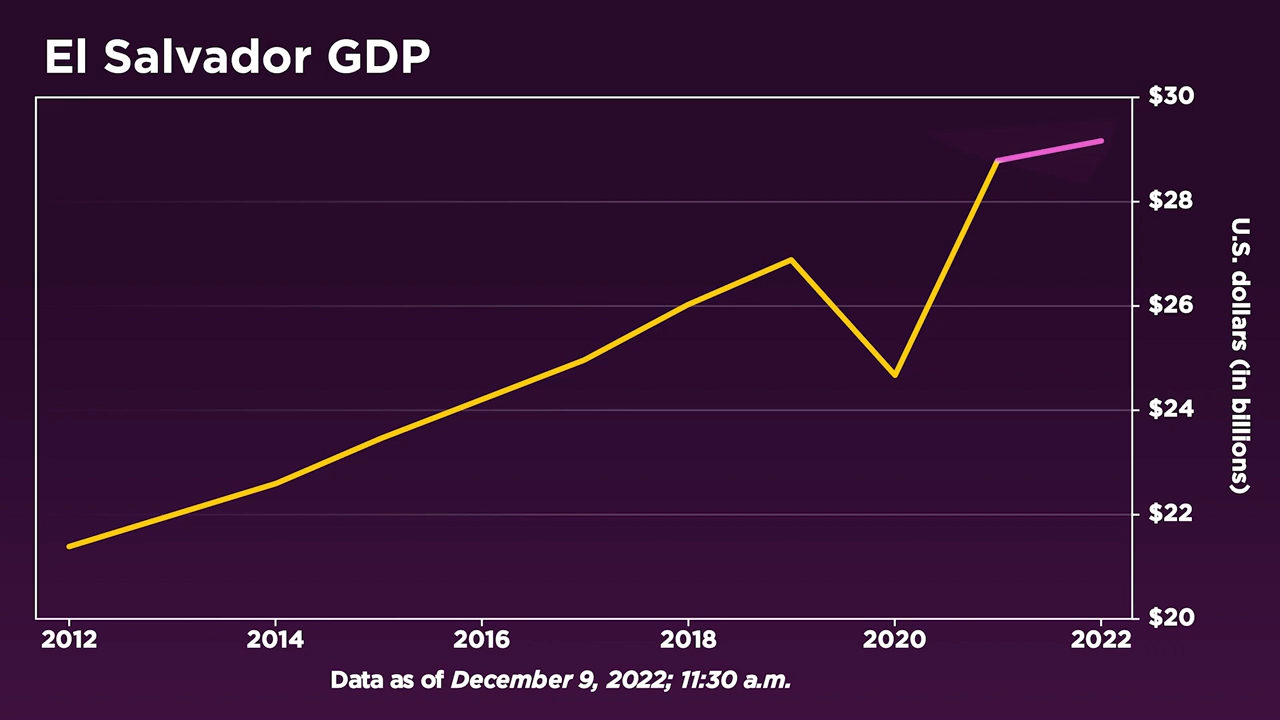 El Salvador GDP
$30
$28
$26
$24
$22
$20
U.S. dollars (in billions)
2012 2014 2016 2018 2020 2022
Data as of December 9, 2022; 11:30 a.m.